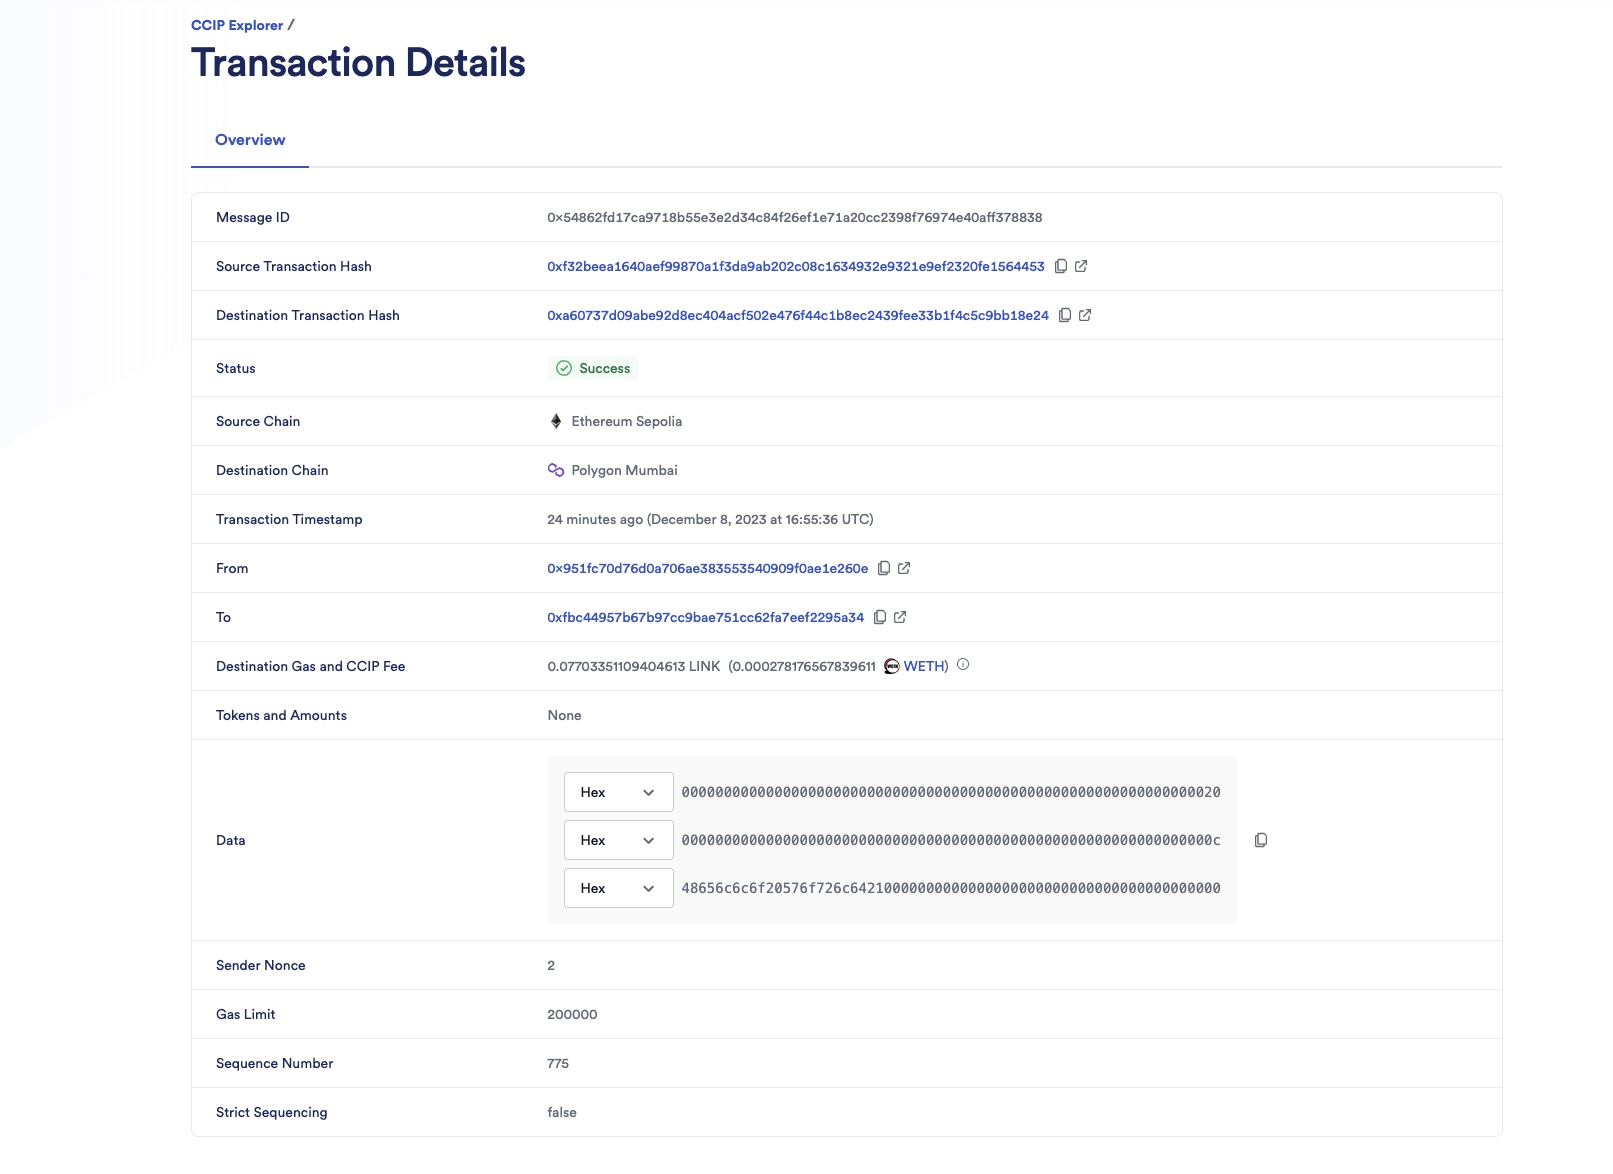 CCIP Explorer /
Transaction Details
Overview
Message ID 0x54862fd17ca9718b55e3e2d34c84f26ef1e71a20cc2398f76974e40aff378838
Source Transaction Hash 0xf32beea1640aef99870a1f3da9ab202c08c1634932e9321e9ef2320fe1564453
Destination Transaction Hash 0xa60737d09abe92d8ec404acf502e476f44c1b8ec2439fee33b1f4c5c9bb18e24
Status Success
Source Chain Ethereum Sepolia
Destination Chain Polygon Mumbai
Transaction Timestamp 24 minutes ago (December 8, 2023 at 16:55:36 UTC)
From 0x951fc70d76d0a706ae383553540909f0ae1e260e
To 0xfbc44957b67b97cc9bae751cc62fa7eef2295a34
Destination Gas and CCIP Fee 0.07703351109404613 LINK (0.000278176567839611 WETH)
Tokens and Amounts None
Data
Hex 0000000000000000000000000000000000000000000000000000000000000020
Hex 000000000000000000000000000000000000000000000000000000000000000c
Hex 48656c6c6f20576f726c64210000000000000000000000000000000000000000
Sender Nonce 2
Gas Limit 200000
Sequence Number 775
Strict Sequencing false